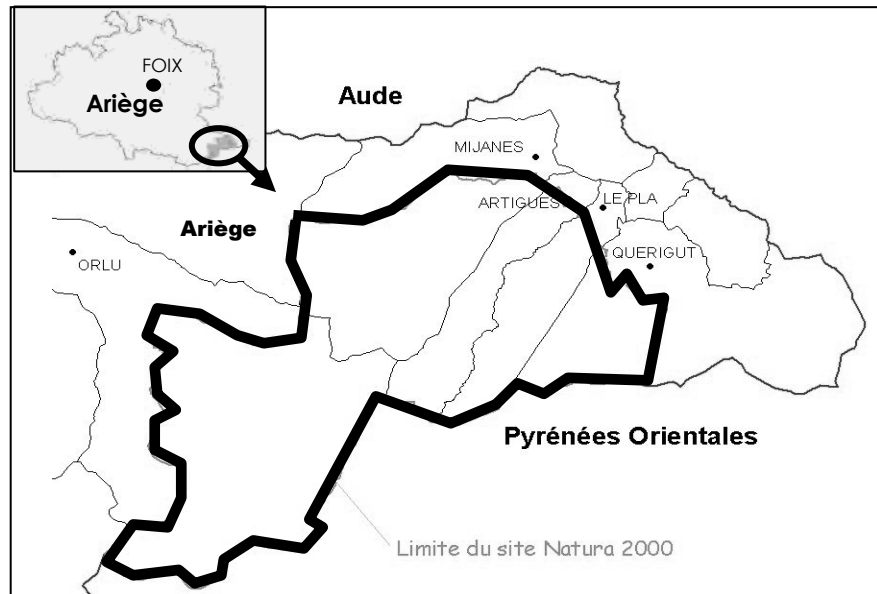 FOIX
Ariège
Aude
MIJANES
ARTIGUES
LE PLA
Ariège
ORLU
QUERIGUT
Pyrénées Orientales
Limite du site Natura 2000